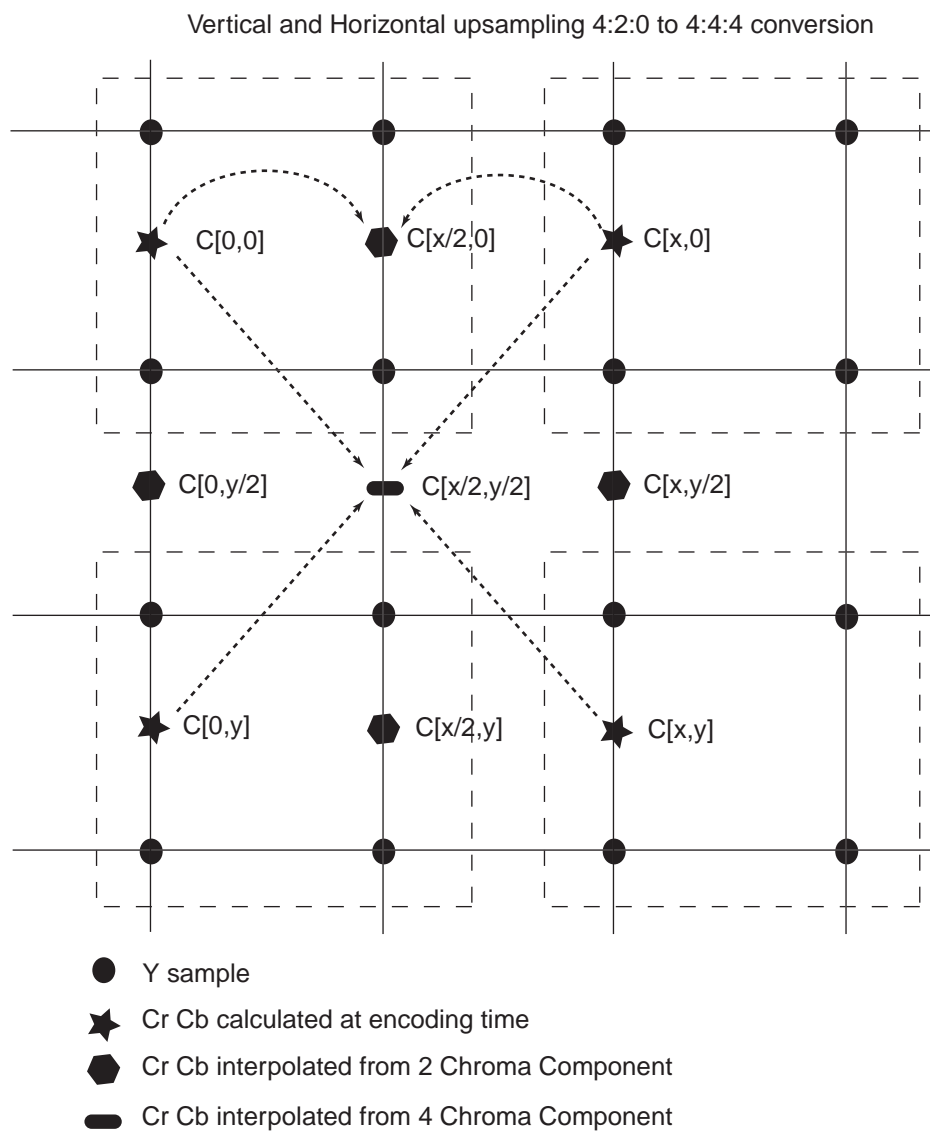 Vertical and Horizontal upsampling 4:2:0 to 4:4:4 conversion
C[0,0]
C[x/2,0]
C[x,0]
C[0,y/2]
C[x/2,y/2]
C[x,y/2]
C[0,y]
C[x/2,y]
C[x,y]
Y sample
Cr Cb calculated at encoding time
Cr Cb interpolated from 2 Chroma Component
Cr Cb interpolated from 4 Chroma Component